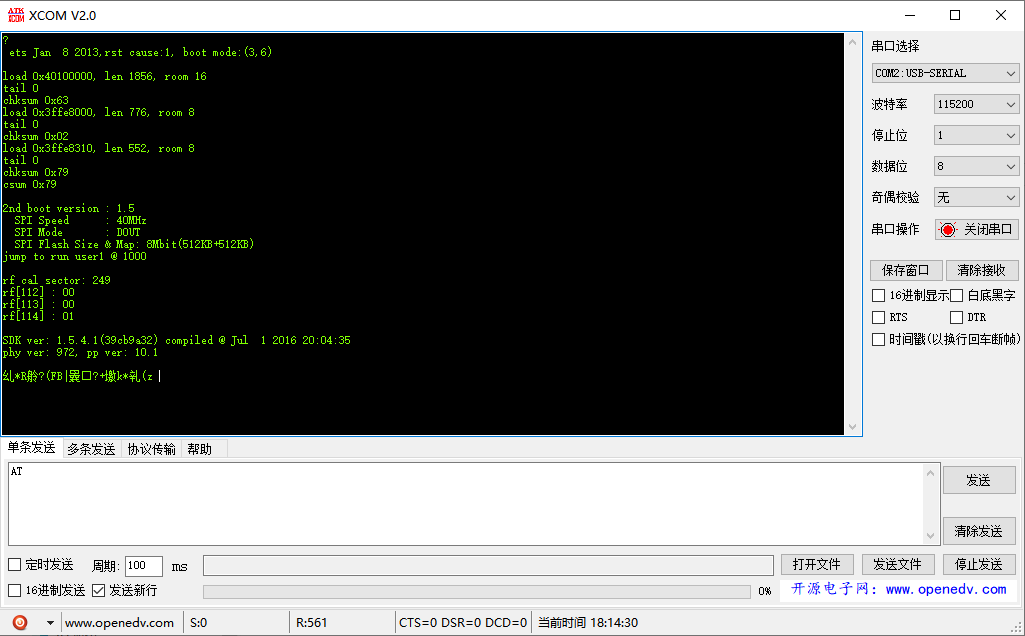 ATK XCOM
XCOM V2.0
?
ets Jan  8 2013,rst cause:1, boot mode:(3,6)
load 0x40100000, len 1856, room 16
tail 0
chksum 0x63
load 0x3ffe8000, len 776, room 8
tail 0
chksum 0x02
load 0x3ffe8310, len 552, room 8
tail 0
chksum 0x79
csum 0x79
2nd boot version : 1.5
SPI Speed      : 40MHz
SPI Mode       : DOUT
SPI Flash Size & Map: 8Mbit(512KB+512KB)
jump to run user1 @ 1000
rf cal sector: 249
rf[112] : 00
rf[113] : 00
rf[114] : 01
SDK ver: 1.5.4.1(39cb9a32) compiled @ Jul  1 2016 20:04:35
phy ver: 972, pp ver: 10.1
串口选择
COM2:USB-SERIAL
波特率 115200
停止位 1
数据位 8
奇偶校验 无
串口操作 关闭串口
保存窗口 清除接收
16进制显示 白底黑字
RTS DTR
时间戳(以换行回车断帧)
单条发送 多条发送 协议传输 帮助
AT
发送
清除发送
定时发送 周期: 100 ms 打开文件 发送文件 停止发送
16进制发送 发送新行 0% 开源电子网：www.openedv.com
www.openedv.com S:0 R:561 CTS=0 DSR=0 DCD=0 当前时间 18:14:30